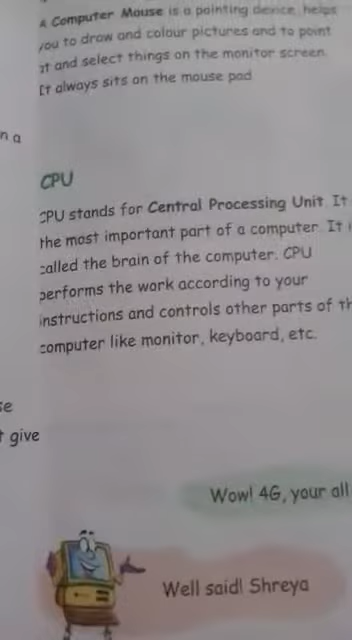 A Computer Mouse is a pointing device, helps
you to draw and colour pictures and to point
at and select things on the monitor screen.
It always sits on the mouse pad
n a
CPU
CPU stands for Central Processing Unit. It
the most important part of a computer. It i
called the brain of the computer. CPU
performs the work according to your
instructions and controls other parts of th
computer like monitor, keyboard, etc.
se
t give
Wow! 4G, your all
Well said! Shreya